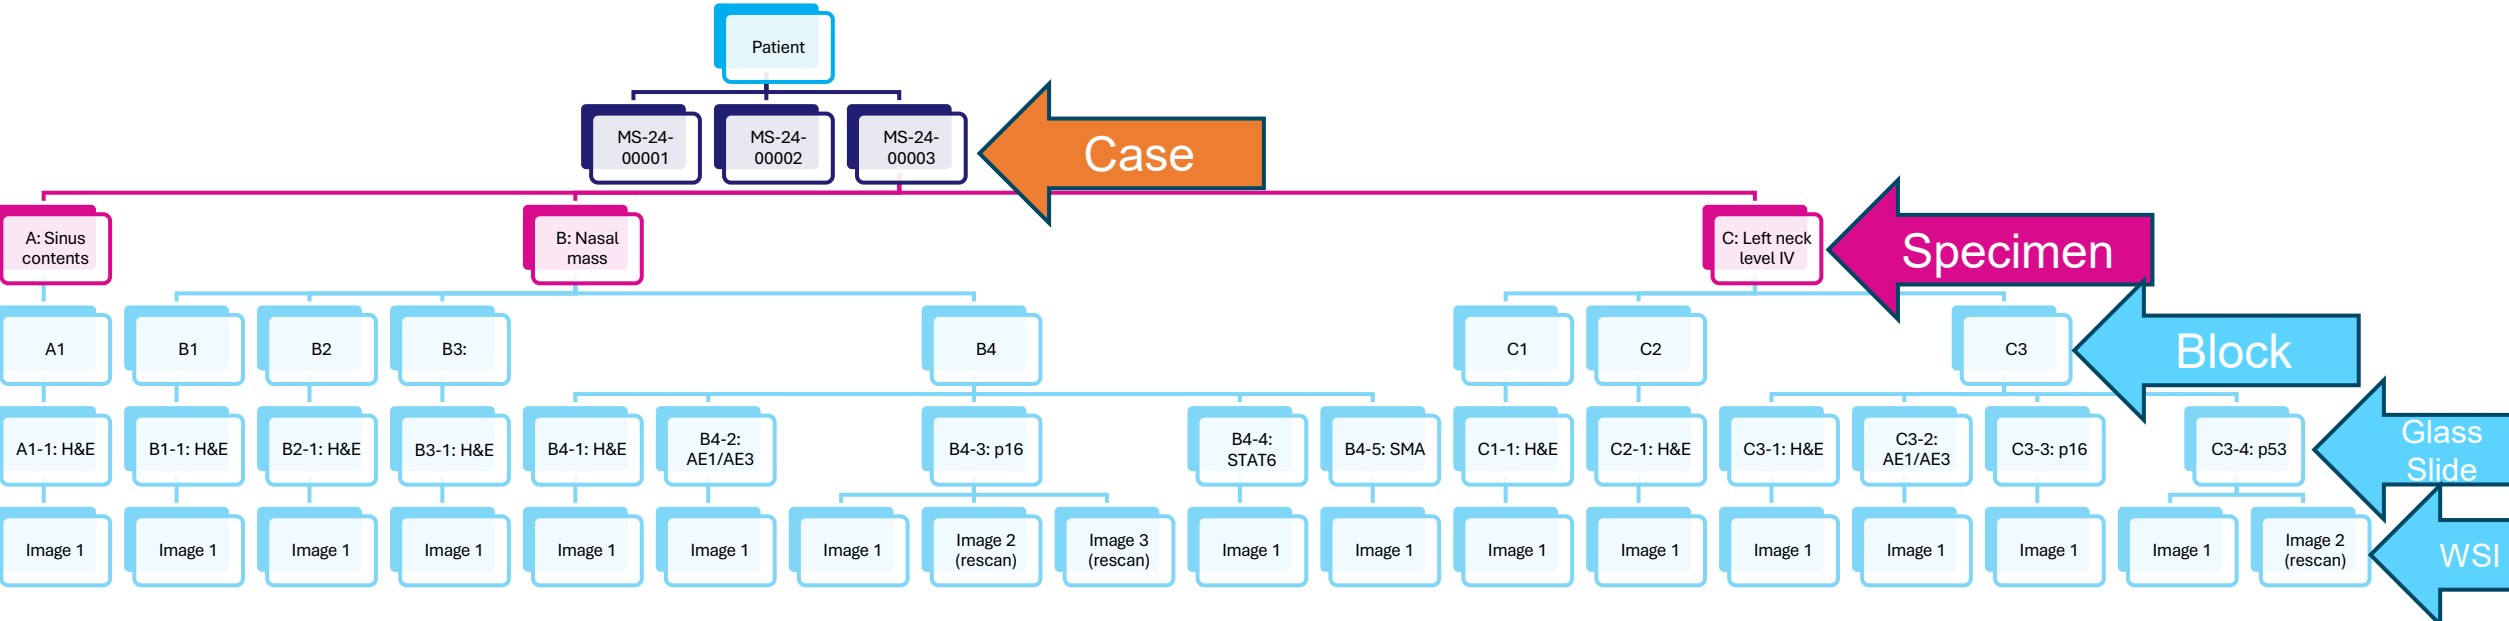 Patient
MS-24-
00001
MS-24-
00002
MS-24-
00003
Case
A: Sinus
contents
B: Nasal
mass
C: Left neck
level IV
Specimen
A1
B1
B2
B3:
B4
C1
C2
C3
Block
A1-1: H&E
B1-1: H&E
B2-1: H&E
B3-1: H&E
B4-1: H&E
B4-2:
AE1/AE3
B4-3: p16
B4-4:
STAT6
B4-5: SMA
C1-1: H&E
C2-1: H&E
C3-1: H&E
C3-2:
AE1/AE3
C3-3: p16
C3-4: p53
Glass
Slide
Image 1
Image 1
Image 1
Image 1
Image 1
Image 1
Image 1
Image 2
(rescan)
Image 3
(rescan)
Image 1
Image 1
Image 1
Image 1
Image 1
Image 1
Image 1
Image 1
Image 2
(rescan)
WSI